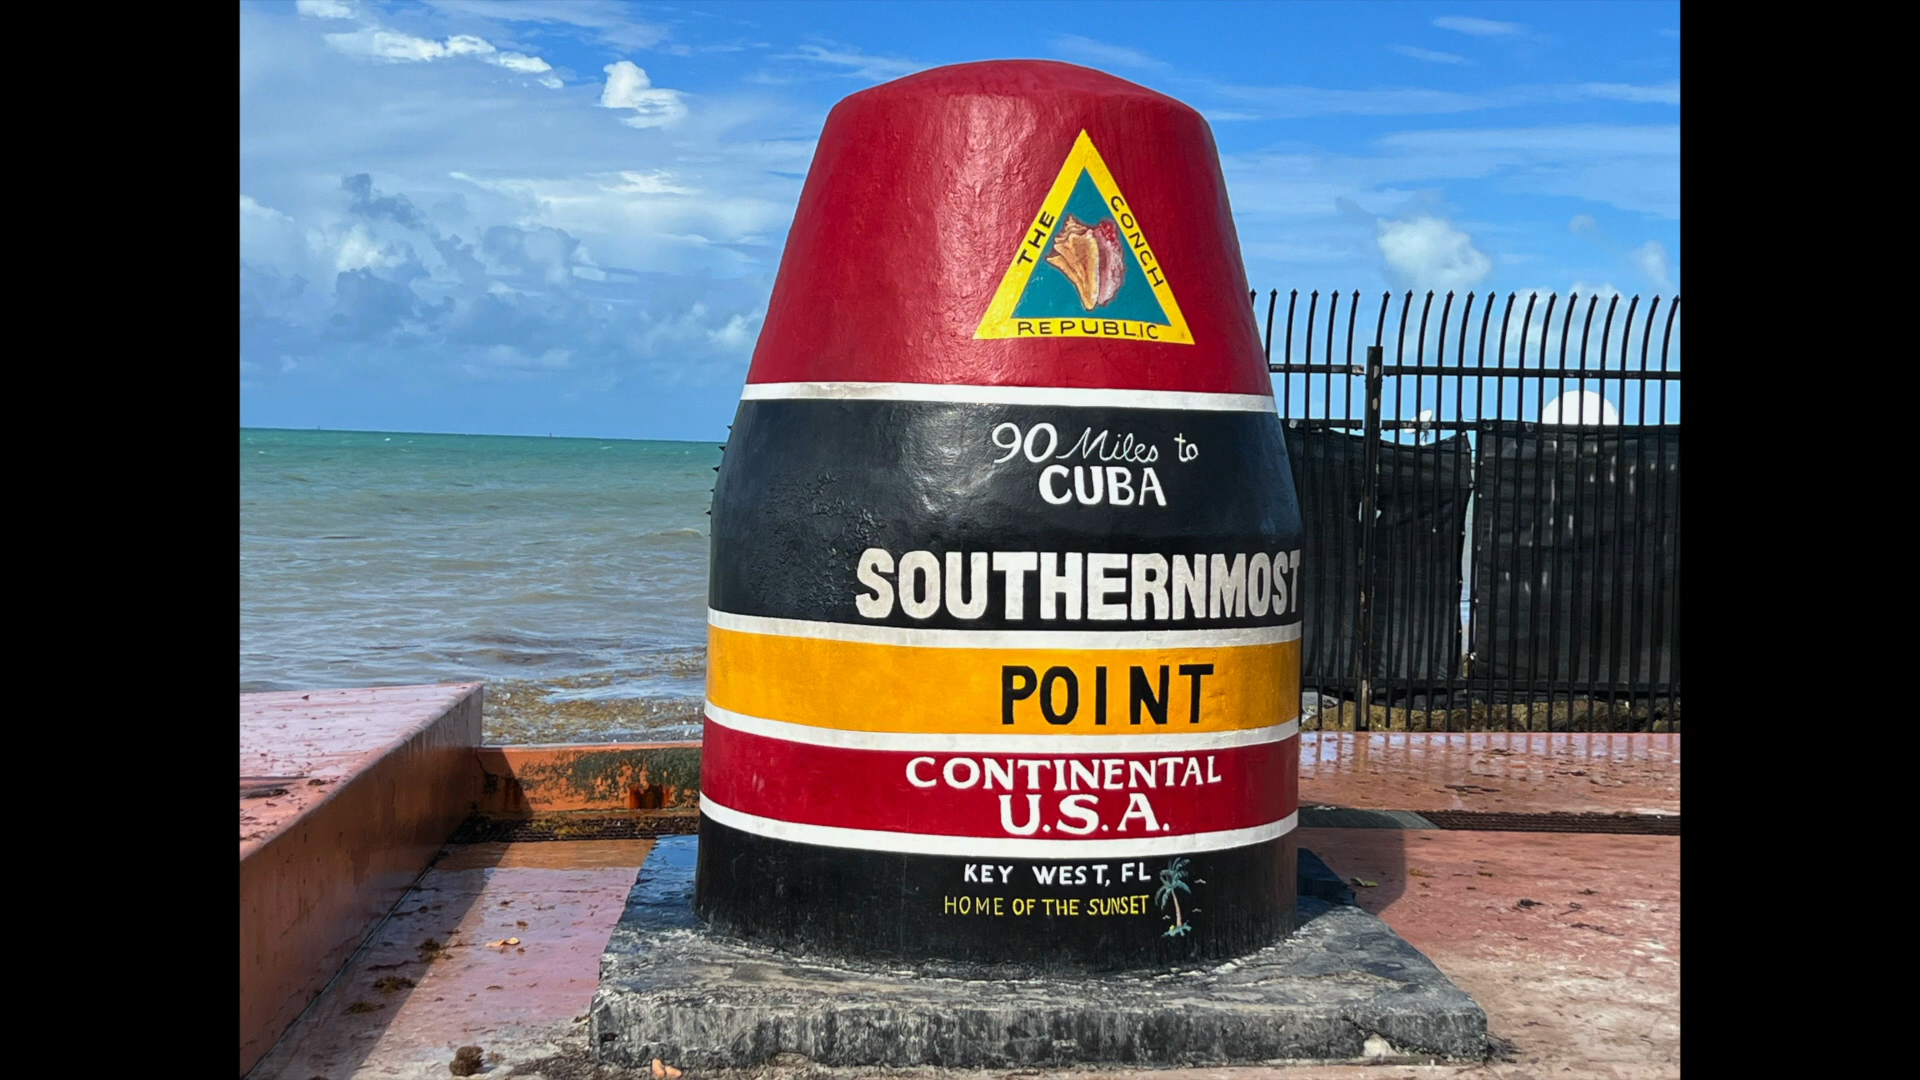 THE CONCH
REPUBLIC
90 Miles to
CUBA
SOUTHERNMOST
POINT
CONTINENTAL
U.S.A.
KEY WEST, FL
HOME OF THE SUNSET